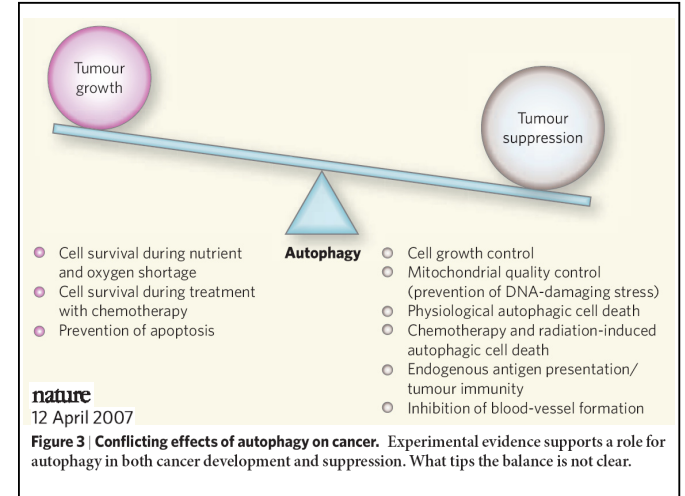 Tumour
growth
Tumour
suppression
Autophagy
Cell survival during nutrient
and oxygen shortage
Cell survival during treatment
with chemotherapy
Prevention of apoptosis
Cell growth control
Mitochondrial quality control
(prevention of DNA-damaging stress)
Physiological autophagic cell death
Chemotherapy and radiation-induced
autophagic cell death
Endogenous antigen presentation/
tumour immunity
Inhibition of blood-vessel formation
nature
12 April 2007
Figure 3 | Conflicting effects of autophagy on cancer. Experimental evidence supports a role for
autophagy in both cancer development and suppression. What tips the balance is not clear.